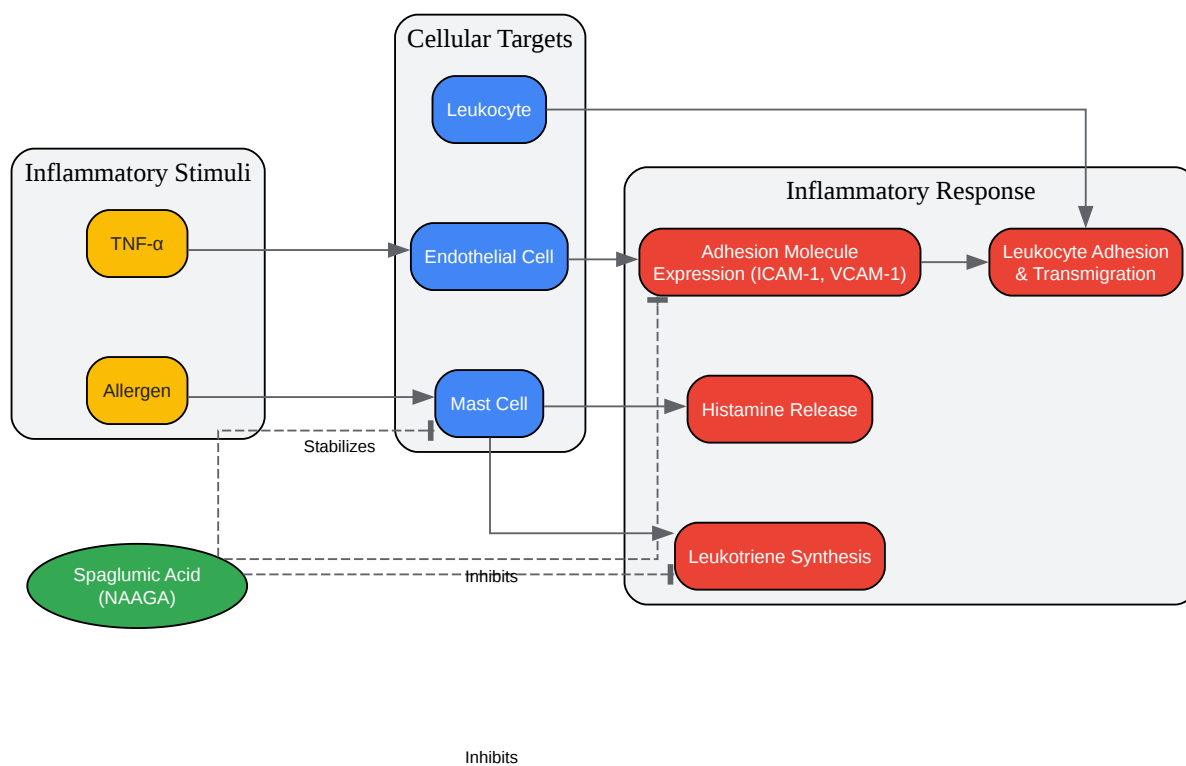 Cellular Targets
Leukocyte
Inflammatory Stimuli
TNF-α
Allergen
Endothelial Cell
Mast Cell
Inflammatory Response
Adhesion Molecule
Expression (ICAM-1, VCAM-1)
Leukocyte Adhesion
& Transmigration
Histamine Release
Leukotriene Synthesis
Stabilizes
Spaglumic Acid
(NAAGA)
Inhibits
Inhibits